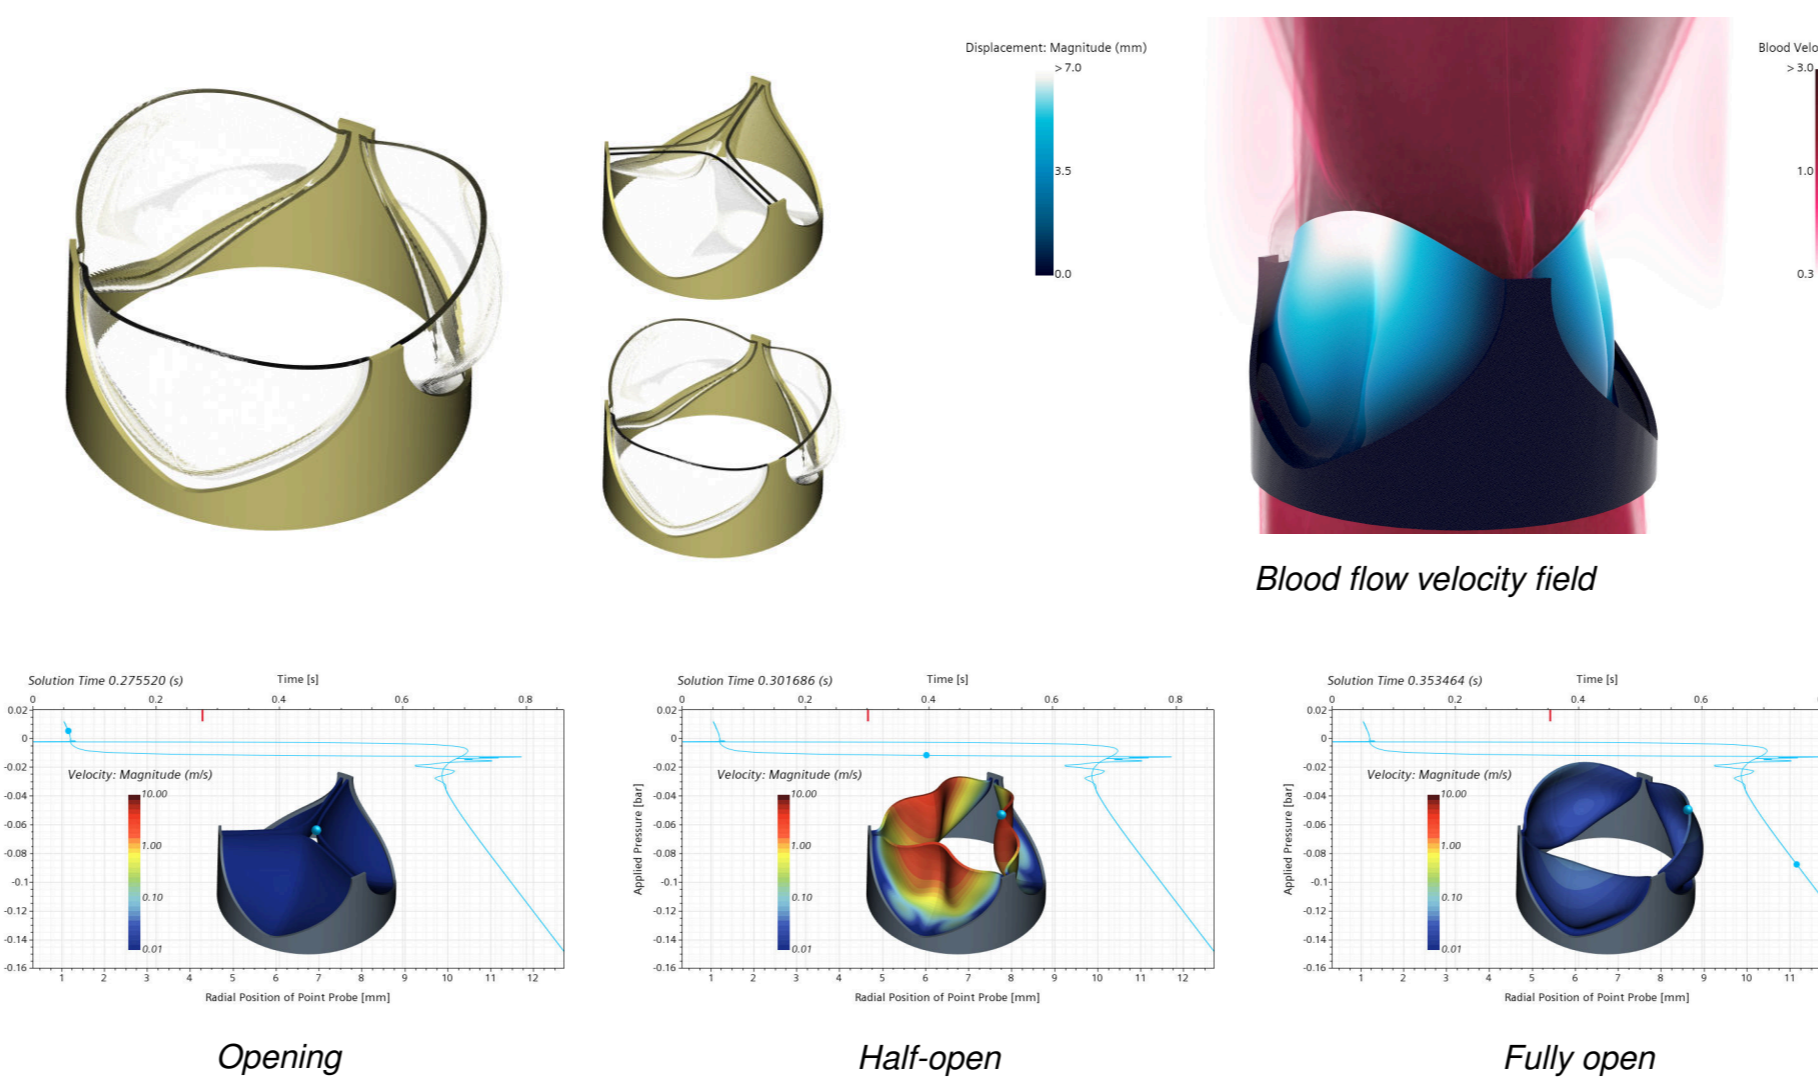 Displacement: Magnitude (mm)
> 7.0
3.5
0.0
Blood Velo
> 3.0
1.0
0.3
Blood flow velocity field
Solution Time 0.275520 (s)
Time [s]
0 0.2 0.4 0.6 0.8
0.02
0
-0.02
-0.04
-0.06
-0.08
-0.1
-0.12
-0.14
-0.16
Velocity: Magnitude (m/s)
10.00
1.00
0.10
0.01
1 2 3 4 5 6 7 8 9 10 11 12
Radial Position of Point Probe [mm]
Opening
Solution Time 0.301686 (s)
Time [s]
0 0.2 0.4 0.6 0.8
Applied Pressure [bar]
0.02
0
-0.02
-0.04
-0.06
-0.08
-0.1
-0.12
-0.14
-0.16
Velocity: Magnitude (m/s)
10.00
1.00
0.10
0.01
1 2 3 4 5 6 7 8 9 10 11 12
Radial Position of Point Probe [mm]
Half-open
Solution Time 0.353464 (s)
Time [s]
0 0.2 0.4 0.6
Applied Pressure [bar]
0.02
0
-0.02
-0.04
-0.06
-0.08
-0.1
-0.12
-0.14
-0.16
Velocity: Magnitude (m/s)
10.00
1.00
0.10
0.01
1 2 3 4 5 6 7 8 9 10 11
Radial Position of Point Probe [mm]
Fully open